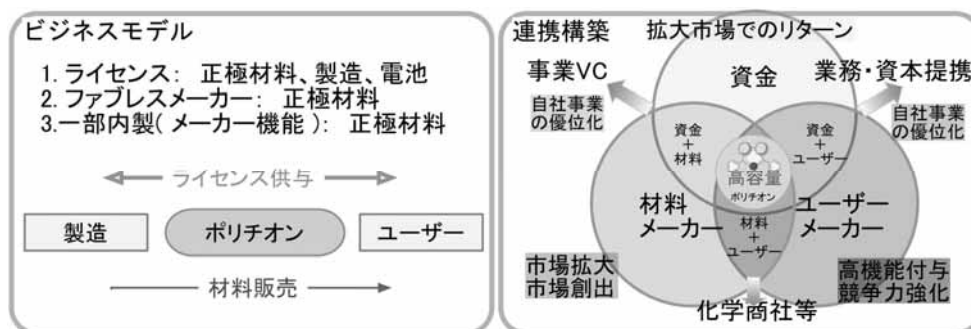 ビジネスモデル
1. ライセンス： 正極材料、製造、電池
2. ファブレスメーカー： 正極材料
3.一部内製（メーカー機能）： 正極材料
ライセンス供与
製造
ポリチオン
ユーザー
材料販売
連携構築
拡大市場でのリターン
事業VC
資金
業務・資本提携
自社事業
の優位化
自社事業
の優位化
資金
＋
材料
資金
＋
ユーザー
高容量
ポリチオン
材料
メーカー
ユーザー
メーカー
材料
＋
ユーザー
市場拡大
市場創出
高機能付与
競争力強化
化学商社等